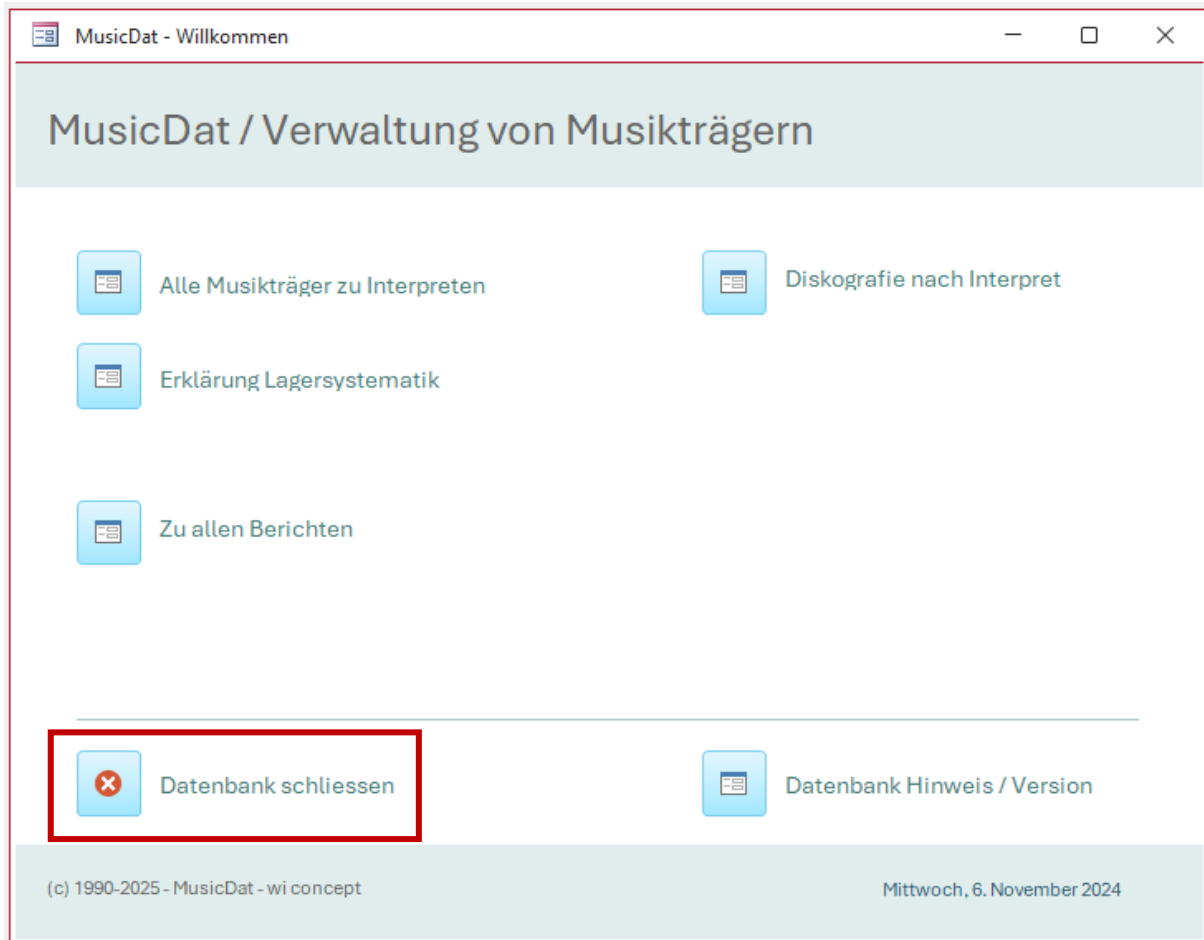 MusicDat - Willkommen
MusicDat / Verwaltung von Musikträgern
Alle Musikträger zu Interpreten
Diskografie nach Interpret
Erklärung Lagersystematik
Zu allen Berichten
Datenbank schliessen
Datenbank Hinweis / Version
(c) 1990-2025 - MusicDat - wi concept
Mittwoch, 6. November 2024